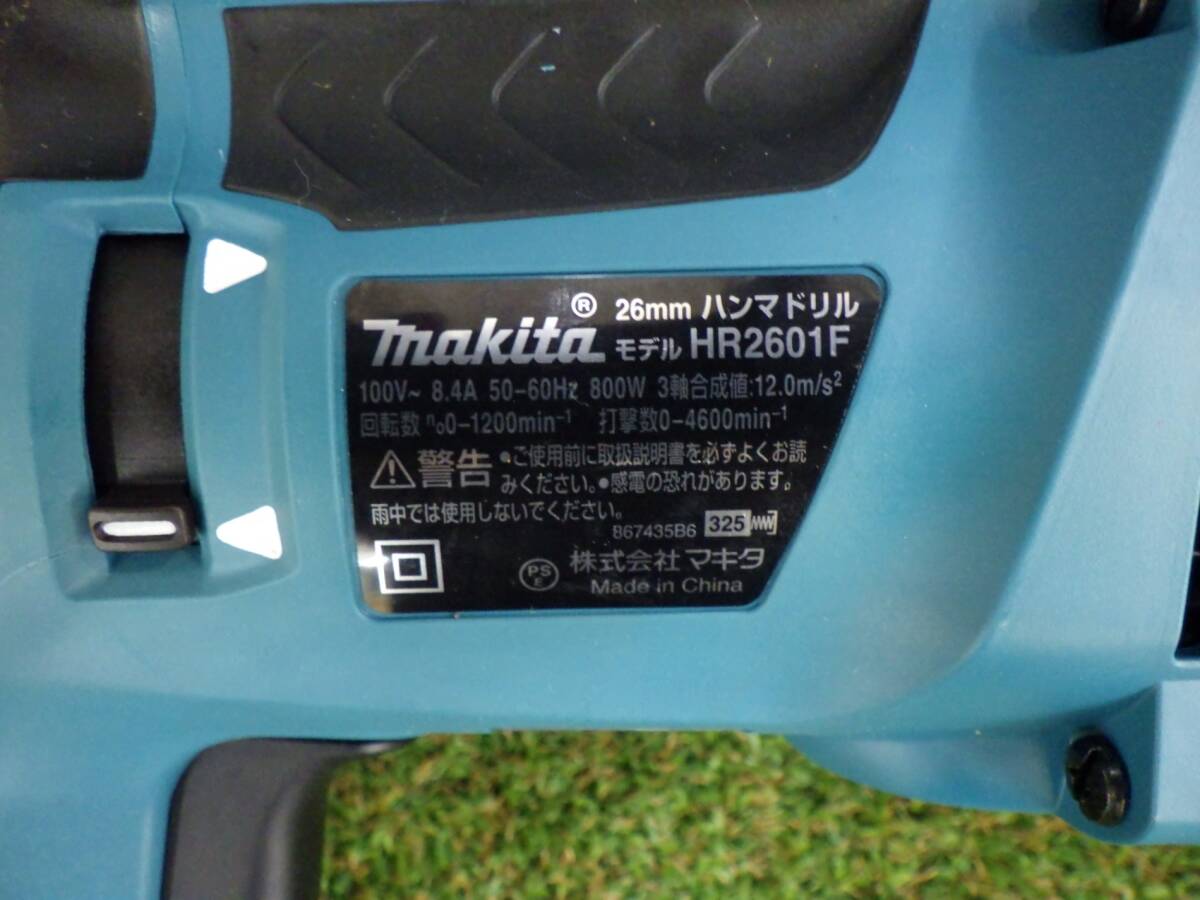 makita® 26mm ハンマドリル
モデル HR2601F
100V~ 8.4A 50-60Hz 800W 3軸合成値:12.0m/s²
回転数 n₀0-1200min⁻¹ 打撃数0-4600min⁻¹
⚠警告 •ご使用前に取扱説明書を必ずよくお読
みください。•感電の恐れがあります。
雨中では使用しないでください。
867435B6 325
PS
E
株式会社 マキタ
Made in China